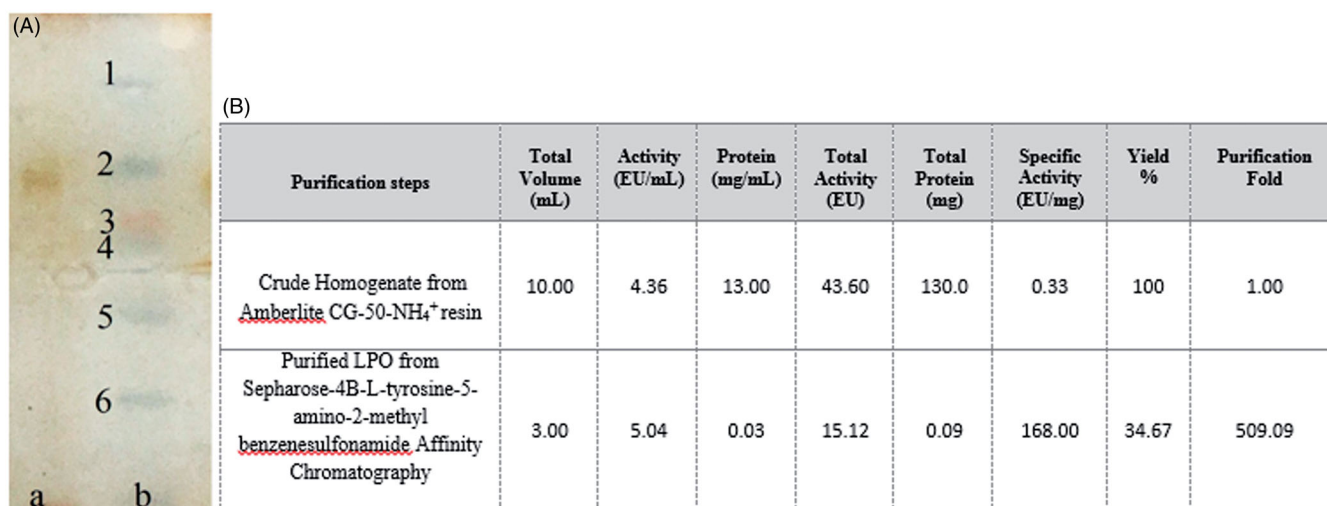 (A)
1
2
3
4
5
6
a b
(B)
Purification steps
Total
Volume
(mL)
Activity
(EU/mL)
Protein
(mg/mL)
Total
Activity
(EU)
Total
Protein
(mg)
Specific
Activity
(EU/mg)
Yield
%
Purification
Fold
Crude Homogenate from
Amberlite CG-50-NH₄⁺ resin
10.00 4.36 13.00 43.60 130.0 0.33 100 1.00
Purified LPO from
Sepharose-4B-L-tyrosine-5-
amino-2-methyl
benzenesulfonamide Affinity
Chromatography
3.00 5.04 0.03 15.12 0.09 168.00 34.67 509.09